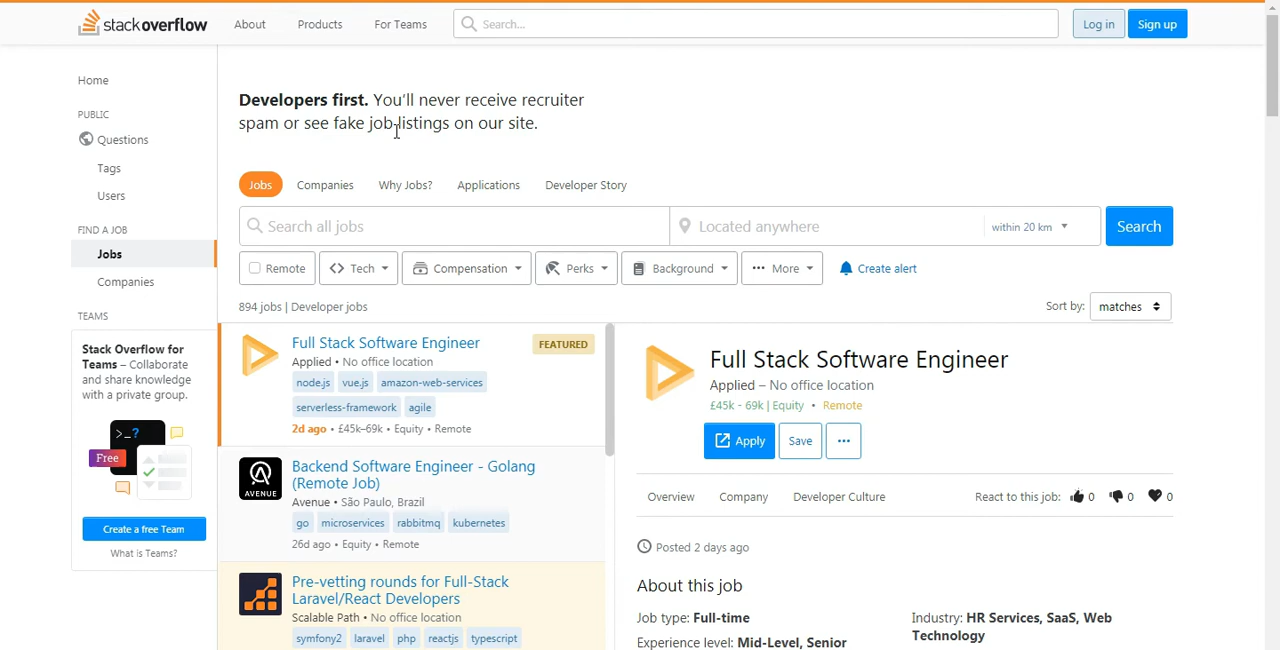 stackoverflow
About
Products
For Teams
Search...
Log in
Sign up
Home
PUBLIC
Questions
Tags
Users
FIND A JOB
Jobs
Companies
TEAMS
Stack Overflow for
Teams – Collaborate
and share knowledge
with a private group.
>_?
Free
Create a free Team
What is Teams?
Developers first. You'll never receive recruiter
spam or see fake job listings on our site.
Jobs
Companies
Why Jobs?
Applications
Developer Story
Search all jobs
Located anywhere
within 20 km
Search
Remote
Tech
Compensation
Perks
Background
More
Create alert
894 jobs | Developer jobs
Sort by:
matches
Full Stack Software Engineer
FEATURED
Applied • No office location
node.js vue.js amazon-web-services
serverless-framework agile
2d ago • £45k–69k • Equity • Remote
AVENUE
Backend Software Engineer - Golang
(Remote Job)
Avenue • São Paulo, Brazil
go microservices rabbitmq kubernetes
26d ago • Equity • Remote
Pre-vetting rounds for Full-Stack
Laravel/React Developers
Scalable Path • No office location
symfony2 laravel php reactjs typescript
Full Stack Software Engineer
Applied – No office location
£45k - 69k | Equity • Remote
Apply
Save
Overview
Company
Developer Culture
React to this job: 0 0 0
Posted 2 days ago
About this job
Job type: Full-time
Experience level: Mid-Level, Senior
Industry: HR Services, SaaS, Web
Technology